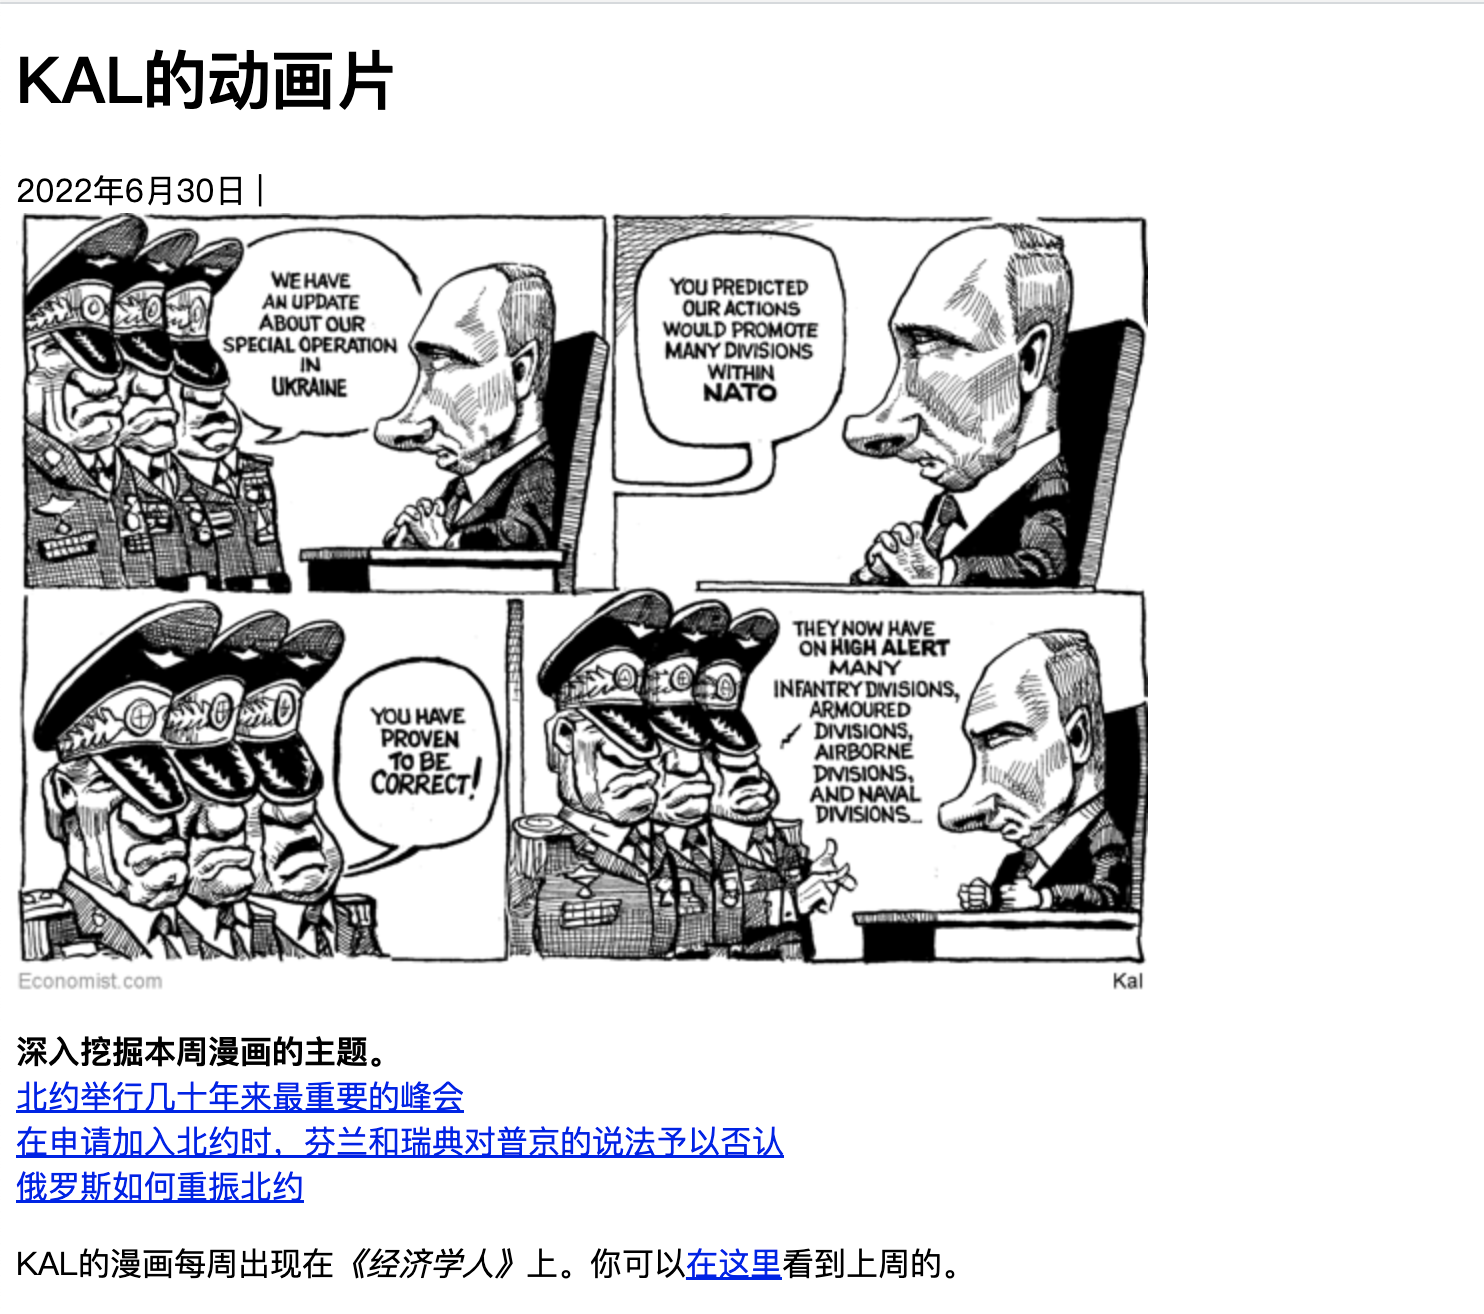 KAL的动画片
2022年6月30日 |
WE HAVE
AN UPDATE
ABOUT OUR
SPECIAL OPERATION
IN
UKRAINE
YOU PREDICTED
OUR ACTIONS
WOULD PROMOTE
MANY DIVISIONS
WITHIN
NATO
YOU HAVE
PROVEN
TO BE
CORRECT!
THEY NOW HAVE
ON HIGH ALERT
MANY
INFANTRY DIVISIONS,
ARMOURED
DIVISIONS,
AIRBORNE
DIVISIONS,
AND NAVAL
DIVISIONS...
Economist.com
Kal
深入挖掘本周漫画的主题。
北约举行几十年来最重要的峰会
在申请加入北约时，芬兰和瑞典对普京的说法予以否认
俄罗斯如何重振北约
KAL的漫画每周出现在《经济学人》上。你可以在这里看到上周的。